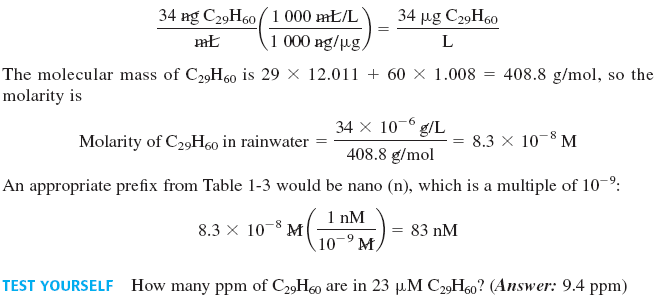 34 ng C₂₉H₆₀/mL (1 000 mL/L / 1 000 ng/μg) = 34 μg C₂₉H₆₀/L
The molecular mass of C₂₉H₆₀ is 29 × 12.011 + 60 × 1.008 = 408.8 g/mol, so the
molarity is
Molarity of C₂₉H₆₀ in rainwater = 34 × 10⁻⁶ g/L / 408.8 g/mol = 8.3 × 10⁻⁸ M
An appropriate prefix from Table 1-3 would be nano (n), which is a multiple of 10⁻⁹:
8.3 × 10⁻⁸ M (1 nM / 10⁻⁹ M) = 83 nM
TEST YOURSELF How many ppm of C₂₉H₆₀ are in 23 μM C₂₉H₆₀? (Answer: 9.4 ppm)